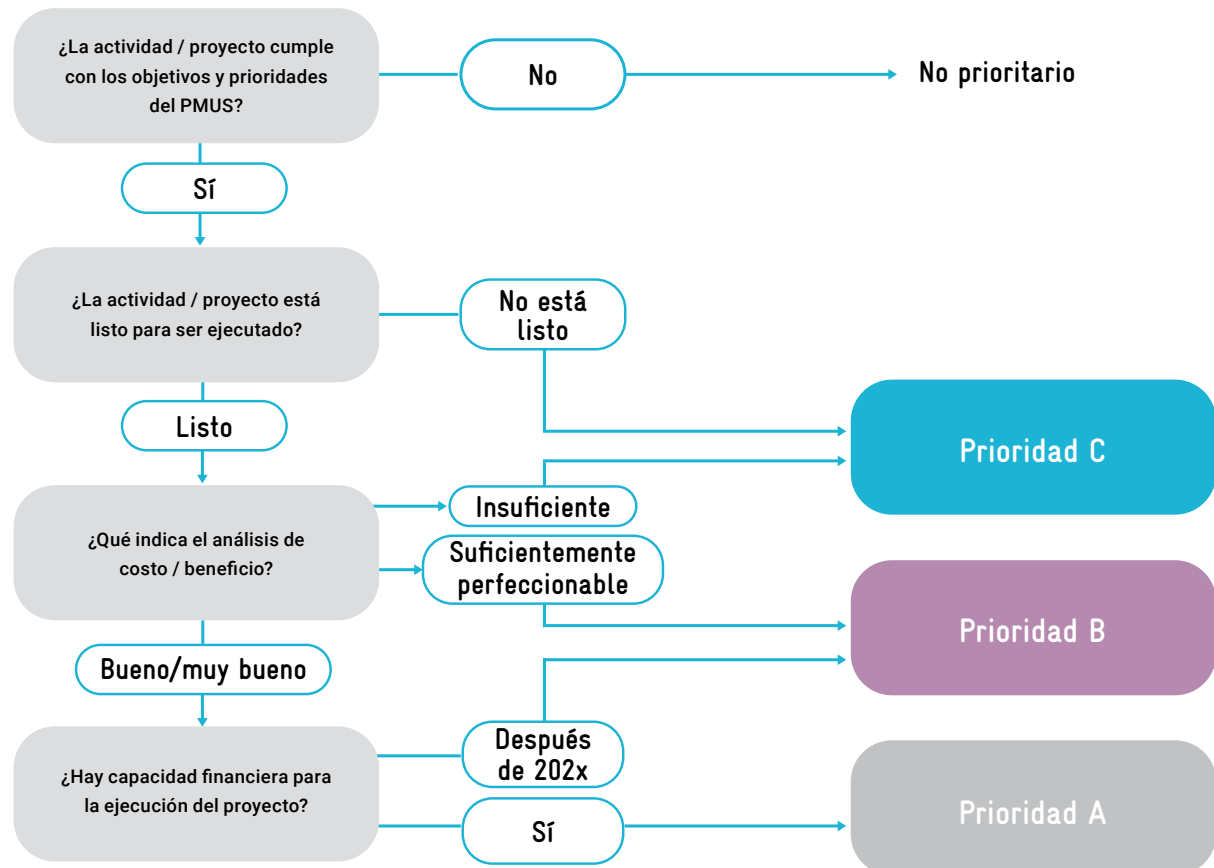 ¿La actividad / proyecto cumple
con los objetivos y prioridades
del PMUS?
No
No prioritario
Sí
¿La actividad / proyecto está
listo para ser ejecutado?
No está
listo
Listo
Prioridad C
¿Qué indica el análisis de
costo / beneficio?
Insuficiente
Suficientemente
perfeccionable
Prioridad B
Bueno/muy bueno
¿Hay capacidad financiera para
la ejecución del proyecto?
Después
de 202x
Sí
Prioridad A